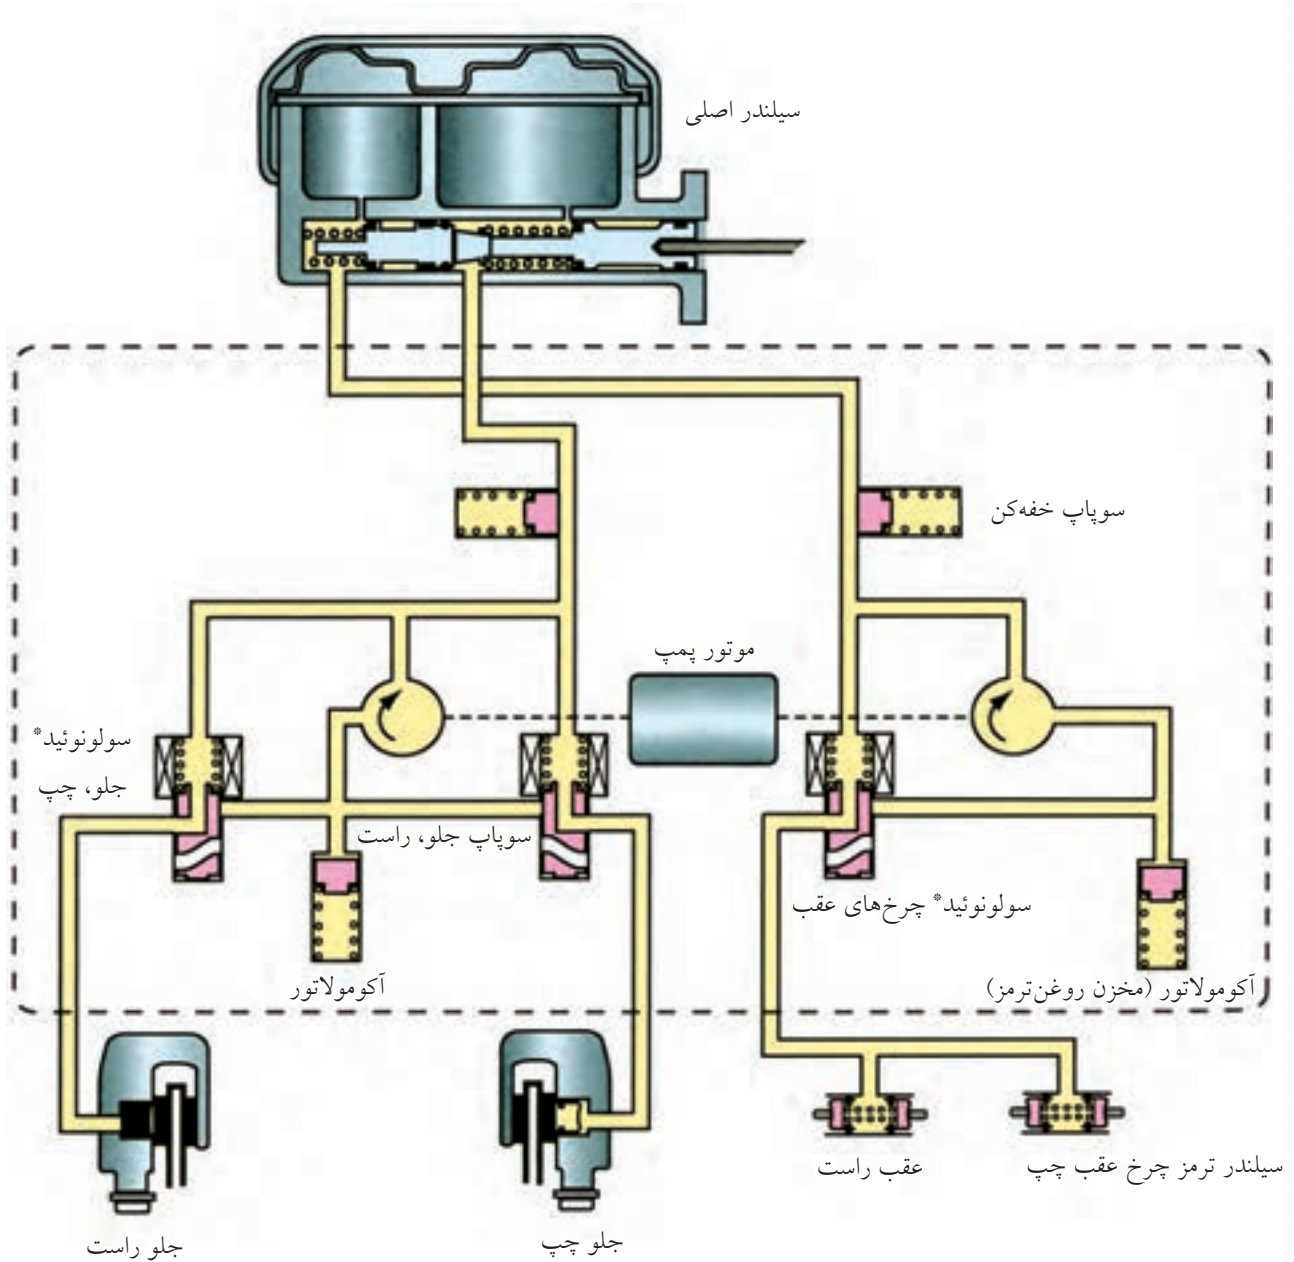 سیلندر اصلی
سوپاپ خفه‌کن
موتور پمپ
سولونوئید*
جلو، چپ
سوپاپ جلو، راست
سولونوئید* چرخ‌های عقب
آکومولاتور
آکومولاتور (مخزن روغن‌ترمز)
سیلندر ترمز چرخ عقب چپ
عقب راست
جلو چپ
جلو راست